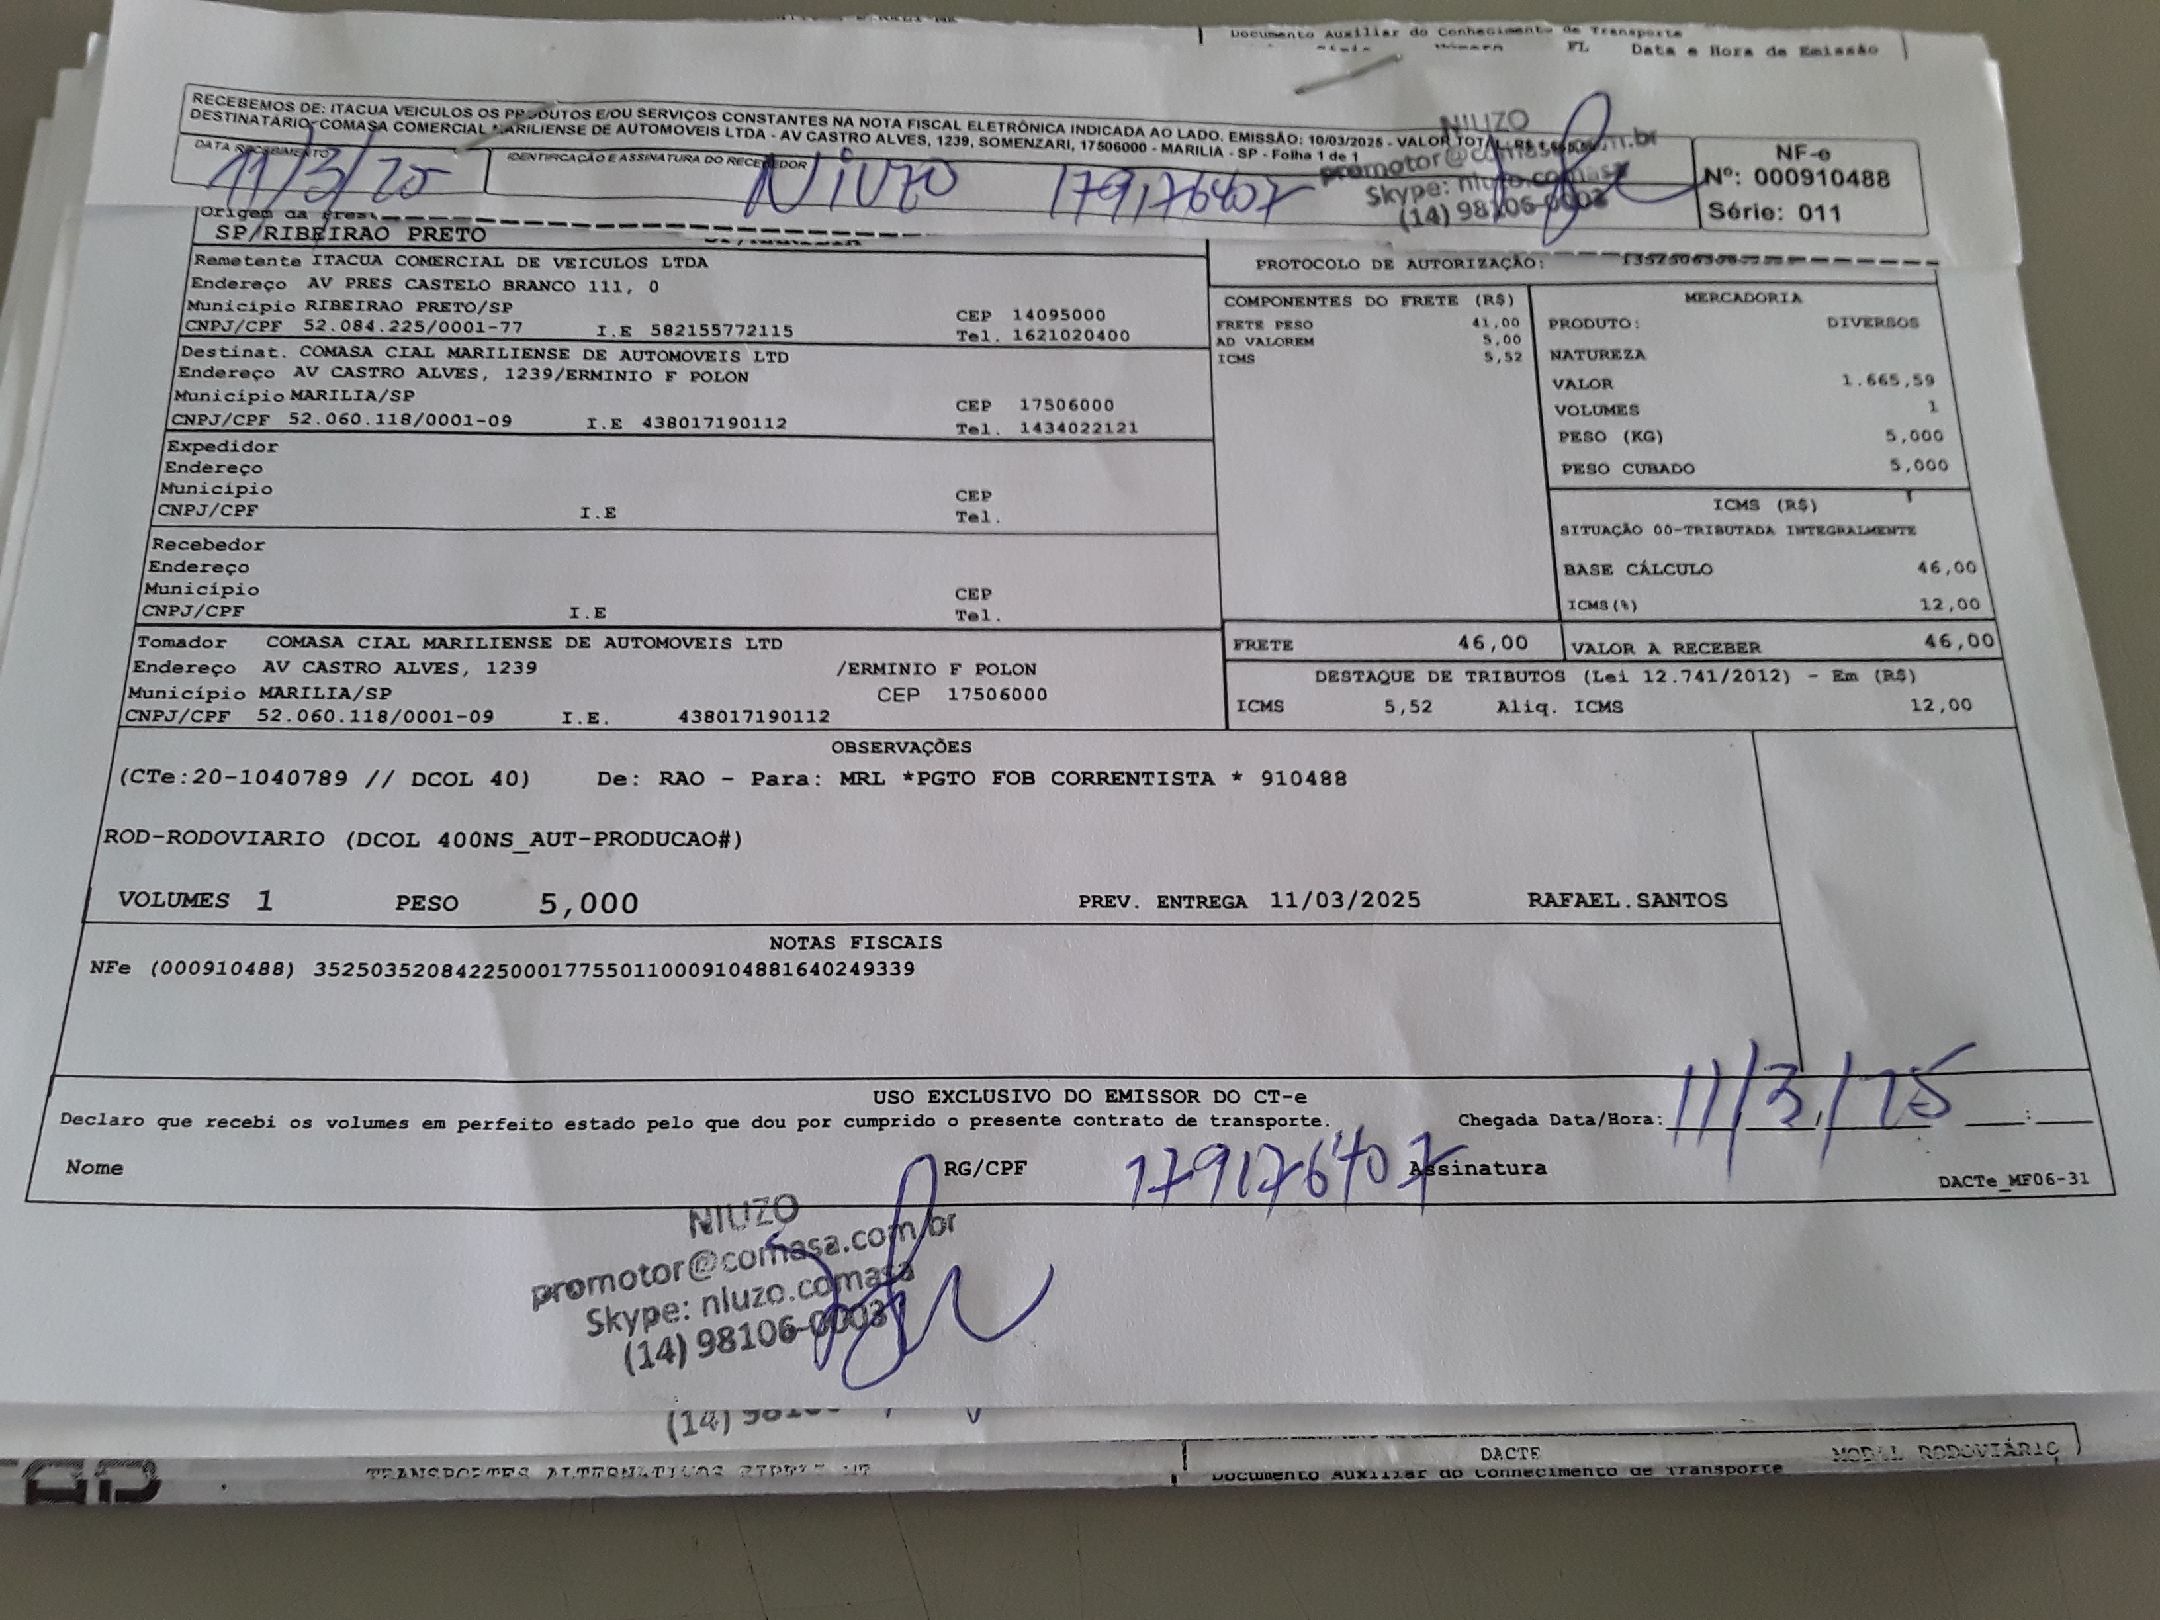 Documento Auxiliar do Conhecimento de Transporte
FL Data e Hora de Emissão
RECEBEMOS DE: ITACUA VEICULOS OS PRODUTOS E/OU SERVIÇOS CONSTANTES NA NOTA FISCAL ELETRÔNICA INDICADA AO LADO. EMISSÃO: 10/03/2025 - VALOR TOTAL: R$
DESTINATÁRIO: COMASA COMERCIAL MARILIENSE DE AUTOMOVEIS LTDA - AV CASTRO ALVES, 1239, SOMENZARI, 17506000 - MARILIA - SP - Folha 1 de 1
DATA RECEBIMENTO
11/3/25
IDENTIFICAÇÃO E ASSINATURA DO RECEBEDOR
Niuzo 179176407
NIUZO
promotor@comasa.com.br
Skype: niuzo.comasa
(14) 98106-0003
NF-e
Nº: 000910488
Série: 011
Origem da
SP/RIBEIRAO PRETO
Remetente ITACUA COMERCIAL DE VEICULOS LTDA
Endereço AV PRES CASTELO BRANCO 111, 0
Município RIBEIRAO PRETO/SP CEP 14095000
CNPJ/CPF 52.084.225/0001-77 I.E 582155772115 Tel. 1621020400
Destinat. COMASA CIAL MARILIENSE DE AUTOMOVEIS LTD
Endereço AV CASTRO ALVES, 1239/ERMINIO F POLON
Município MARILIA/SP CEP 17506000
CNPJ/CPF 52.060.118/0001-09 I.E 438017190112 Tel. 1434022121
Expedidor
Endereço
Município CEP
CNPJ/CPF I.E Tel.
Recebedor
Endereço
Município CEP
CNPJ/CPF I.E Tel.
Tomador COMASA CIAL MARILIENSE DE AUTOMOVEIS LTD
Endereço AV CASTRO ALVES, 1239 /ERMINIO F POLON
Município MARILIA/SP CEP 17506000
CNPJ/CPF 52.060.118/0001-09 I.E. 438017190112
PROTOCOLO DE AUTORIZAÇÃO:
COMPONENTES DO FRETE (R$)
FRETE PESO 41,00
AD VALOREM 5,00
ICMS 5,52
MERCADORIA
PRODUTO: DIVERSOS
NATUREZA
VALOR 1.665,59
VOLUMES 1
PESO (KG) 5,000
PESO CUBADO 5,000
ICMS (R$)
SITUAÇÃO 00-TRIBUTADA INTEGRALMENTE
BASE CÁLCULO 46,00
ICMS(%) 12,00
FRETE 46,00 VALOR A RECEBER 46,00
DESTAQUE DE TRIBUTOS (Lei 12.741/2012) - Em (R$)
ICMS 5,52 Aliq. ICMS 12,00
OBSERVAÇÕES
(CTe:20-1040789 // DCOL 40) De: RAO - Para: MRL *PGTO FOB CORRENTISTA * 910488
ROD-RODOVIARIO (DCOL 400NS_AUT-PRODUCAO#)
VOLUMES 1 PESO 5,000 PREV. ENTREGA 11/03/2025 RAFAEL.SANTOS
NOTAS FISCAIS
NFe (000910488) 35250352084225000177550110009104881640249339
USO EXCLUSIVO DO EMISSOR DO CT-e
Declaro que recebi os volumes em perfeito estado pelo que dou por cumprido o presente contrato de transporte. Chegada Data/Hora: 11/3/25 :
Nome RG/CPF 179176407 Assinatura
DACTe_MF06-31
NIUZO
promotor@comasa.com.br
Skype: niuzo.comasa
(14) 98106-0003
(14)
DACTE MODAL RODOVIÁRIO
TRANSPORTES ALTERNATIVOS
Documento Auxiliar do Conhecimento de Transporte